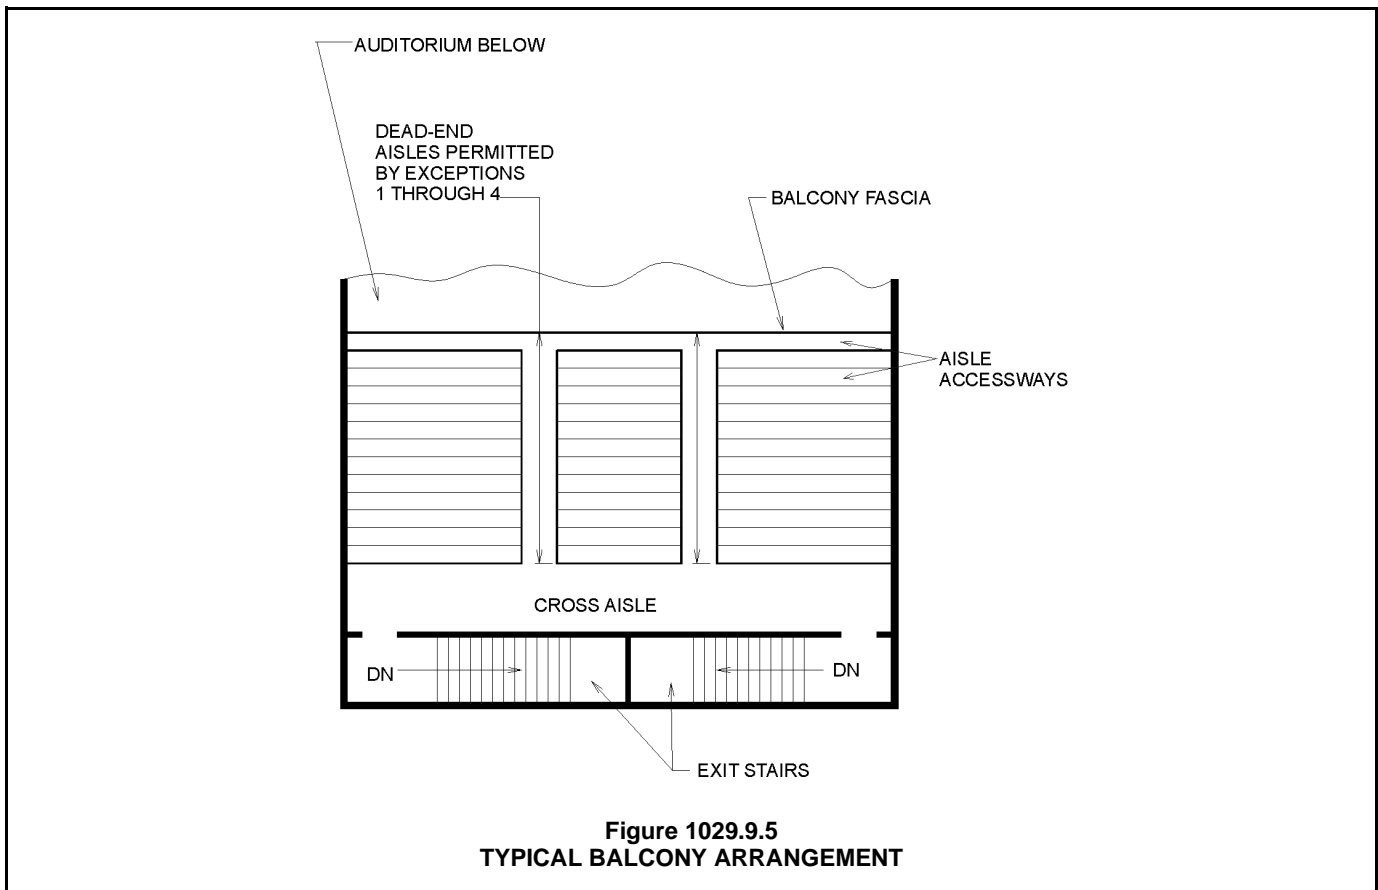 AUDITORIUM BELOW
DEAD-END
AISLES PERMITTED
BY EXCEPTIONS
1 THROUGH 4
BALCONY FASCIA
AISLE
ACCESSWAYS
CROSS AISLE
DN
DN
EXIT STAIRS
Figure 1029.9.5
TYPICAL BALCONY ARRANGEMENT